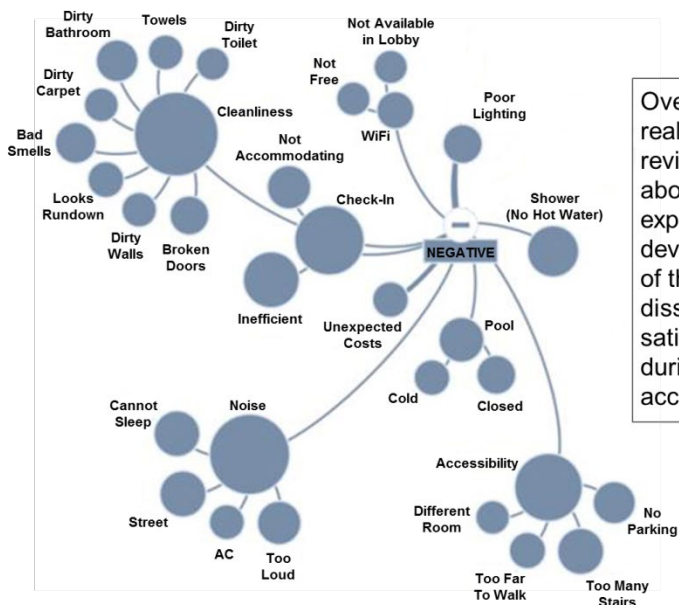 Dirty
Bathroom
Towels
Dirty
Toilet
Dirty
Carpet
Cleanliness
Bad
Smells
Looks
Rundown
Dirty
Walls
Broken
Doors
Not Available
in Lobby
Not
Free
WiFi
Poor
Lighting
Not
Accommodating
Check-In
Inefficient
Shower
(No Hot Water)
NEGATIVE
Unexpected
Costs
Pool
Cold
Closed
Cannot
Sleep
Noise
Street
AC
Too
Loud
Accessibility
Different
Room
Too Far
To Walk
Too Many
Stairs
No
Parking
Ove
real
revi
abo
exp
dev
of th
diss
sati
duri
acc